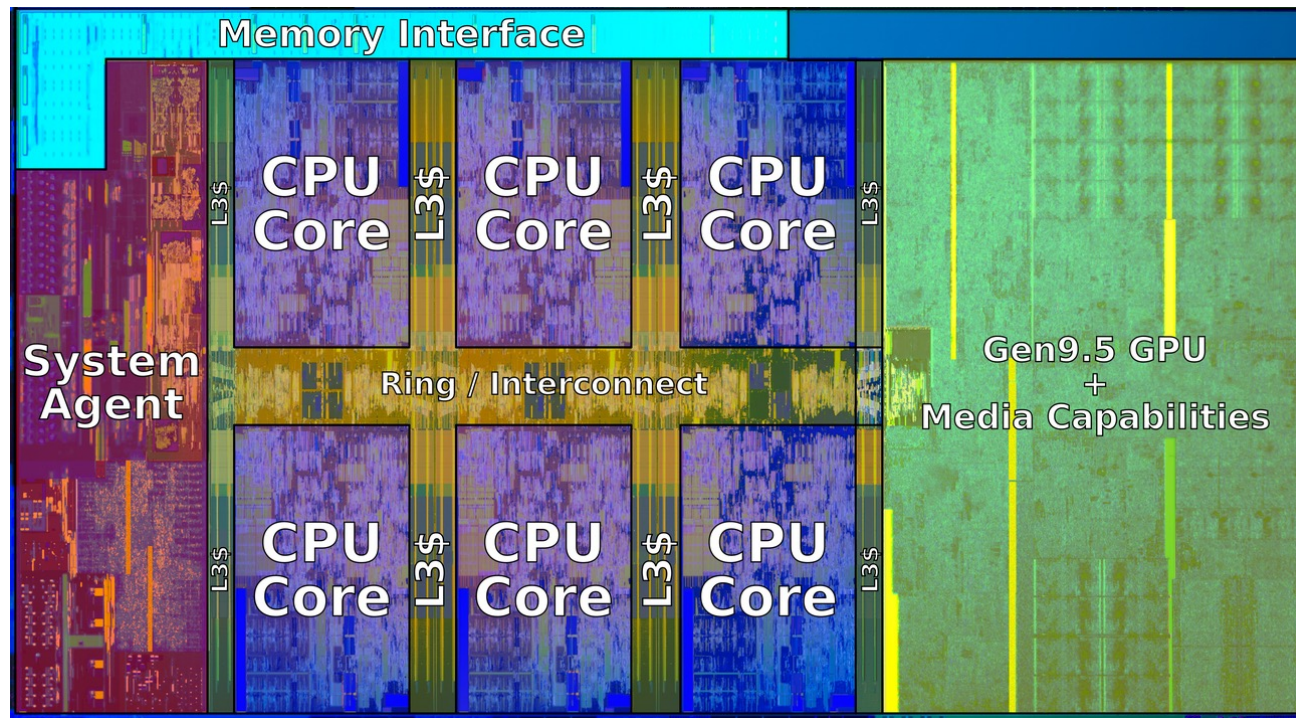 Memory Interface
L3$
CPU
Core
L3$
CPU
Core
L3$
CPU
Core
L3$
System
Agent
Ring / Interconnect
Gen9.5 GPU
+
Media Capabilities
L3$
CPU
Core
L3$
CPU
Core
L3$
CPU
Core
L3$